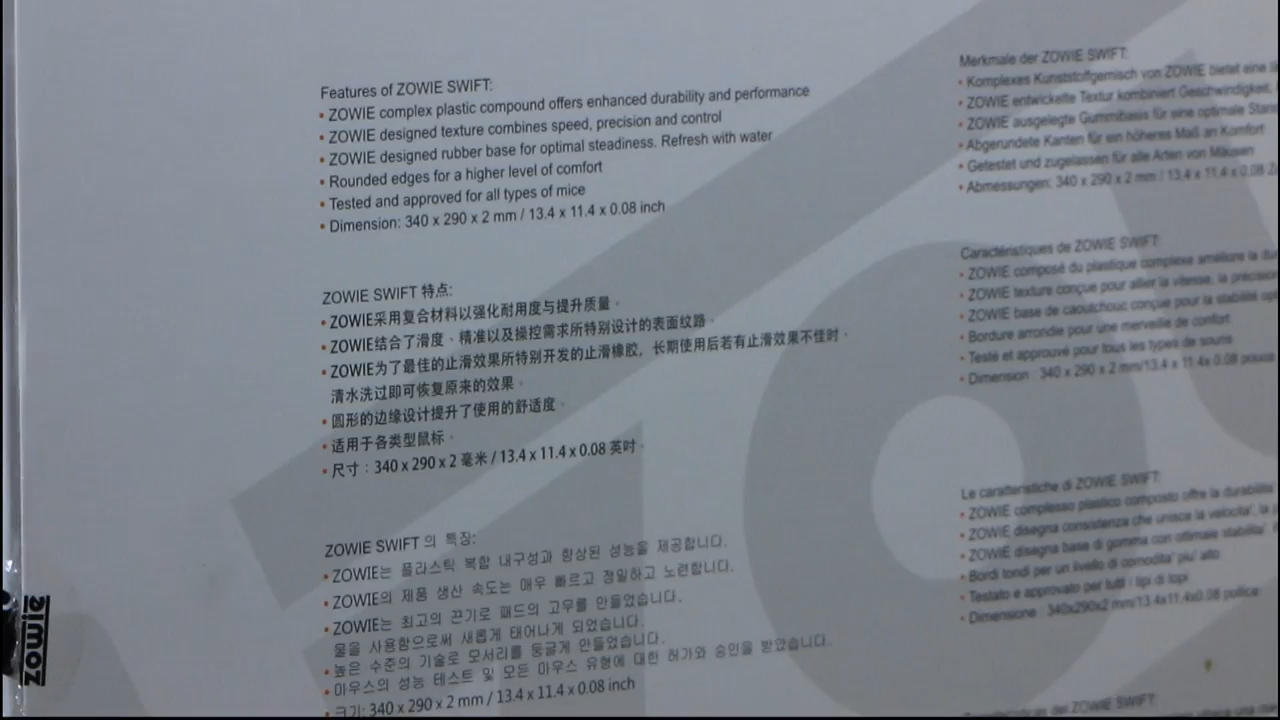 Features of ZOWIE SWIFT:
• ZOWIE complex plastic compound offers enhanced durability and performance
• ZOWIE designed texture combines speed, precision and control
• ZOWIE designed rubber base for optimal steadiness. Refresh with water
• Rounded edges for a higher level of comfort
• Tested and approved for all types of mice
• Dimension: 340 x 290 x 2 mm / 13.4 x 11.4 x 0.08 inch
ZOWIE SWIFT 特点:
• ZOWIE采用复合材料以强化耐用度与提升质量。
• ZOWIE结合了滑度、精准以及操控需求所特别设计的表面纹路。
• ZOWIE为了最佳的止滑效果所特别开发的止滑橡胶，长期使用后若有止滑效果不佳时，
清水洗过即可恢复原来的效果。
• 圆形的边缘设计提升了使用的舒适度。
• 适用于各类型鼠标。
• 尺寸：340 x 290 x 2 毫米 / 13.4 x 11.4 x 0.08 英吋。
ZOWIE SWIFT 의 특징:
• ZOWIE는 플라스틱 복합 내구성과 향상된 성능을 제공합니다.
• ZOWIE의 제품 생산 속도는 매우 빠르고 정밀하고 노련합니다.
• ZOWIE는 최고의 끈기로 패드의 고무를 만들었습니다.
물을 사용함으로써 새롭게 태어나게 되었습니다.
• 높은 수준의 기술로 모서리를 둥글게 만들었습니다.
• 마우스의 성능 테스트 및 모든 마우스 유형에 대한 허가와 승인을 받았습니다.
• 크기: 340 x 290 x 2 mm / 13.4 x 11.4 x 0.08 inch
Merkmale der ZOWIE SWIFT:
• Komplexes Kunststoffgemisch von ZOWIE bietet eine
• ZOWIE entwickelte Textur kombiniert Geschwindigkeit,
• ZOWIE ausgelegte Gummibasis für eine optimale
• Abgerundete Kanten für ein höheres Maß an Komfort
• Getestet und zugelassen für alle Arten von Mäusen
• Abmessungen: 340 x 290 x 2 mm / 13.4 x 11.4 x 0.08
Caractéristiques de ZOWIE SWIFT:
• ZOWIE composé du plastique complexe améliore la
• ZOWIE texture conçue pour allier la vitesse, la précision
• ZOWIE base de caoutchouc conçue pour la stabilité
• Bordure arrondie pour une merveille de confort
• Testé et approuvé pour tous les types de souris
• Dimension : 340 x 290 x 2 mm/13.4 x 11.4x 0.08 pouce
Le caratteristiche di ZOWIE SWIFT:
• ZOWIE complesso plastico composto offre la durabilità
• ZOWIE disegna consistenza che unisce la velocita', la
• ZOWIE disegna base di gomma con ottimale stabilita'.
• Bordi tondi per un livello di comodita' piu' alto
• Testato e approvato per tutti i tipi di topi
• Dimensione : 340x290x2 mm/13.4x11.4x0.08 pollice
ZOWIE SWIFT:
zowie